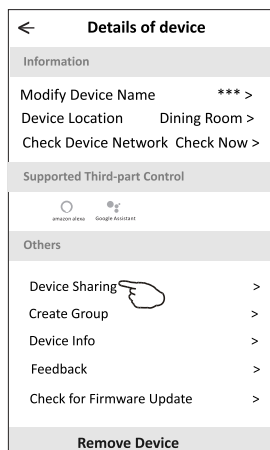 ← Details of device
Information
Modify Device Name *** >
Device Location Dining Room >
Check Device Network Check Now >
Supported Third-part Control
amazon alexa Google Assistant
Others
Device Sharing >
Create Group >
Device Info >
Feedback >
Check for Firmware Update >
Remove Device